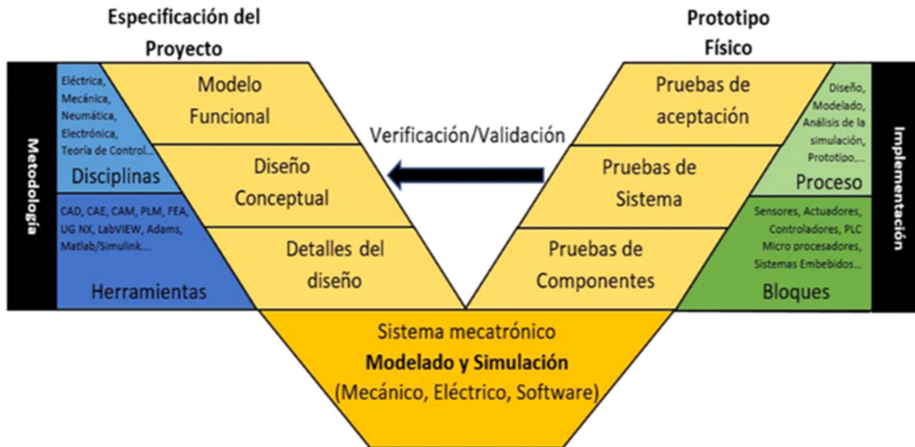 Especificación del
Proyecto
Prototipo
Físico
Metodología
Eléctrica,
Mecánica,
Neumática,
Electrónica,
Teoría de Control...
Disciplinas
CAD, CAE, CAM, PLM, FEA,
UG NX, LabVIEW, Adams,
Matlab/Simulink....
Herramientas
Modelo
Funcional
Diseño
Conceptual
Detalles del
diseño
Verificación/Validación
Pruebas de
aceptación
Pruebas de
Sistema
Pruebas de
Componentes
Diseño,
Modelado,
Análisis de la
simulación,
Prototipo,...
Proceso
Sensores, Actuadores,
Controladores, PLC
Micro procesadores,
Sistemas Embebidos...
Bloques
Implementación
Sistema mecatrónico
Modelado y Simulación
(Mecánico, Eléctrico, Software)